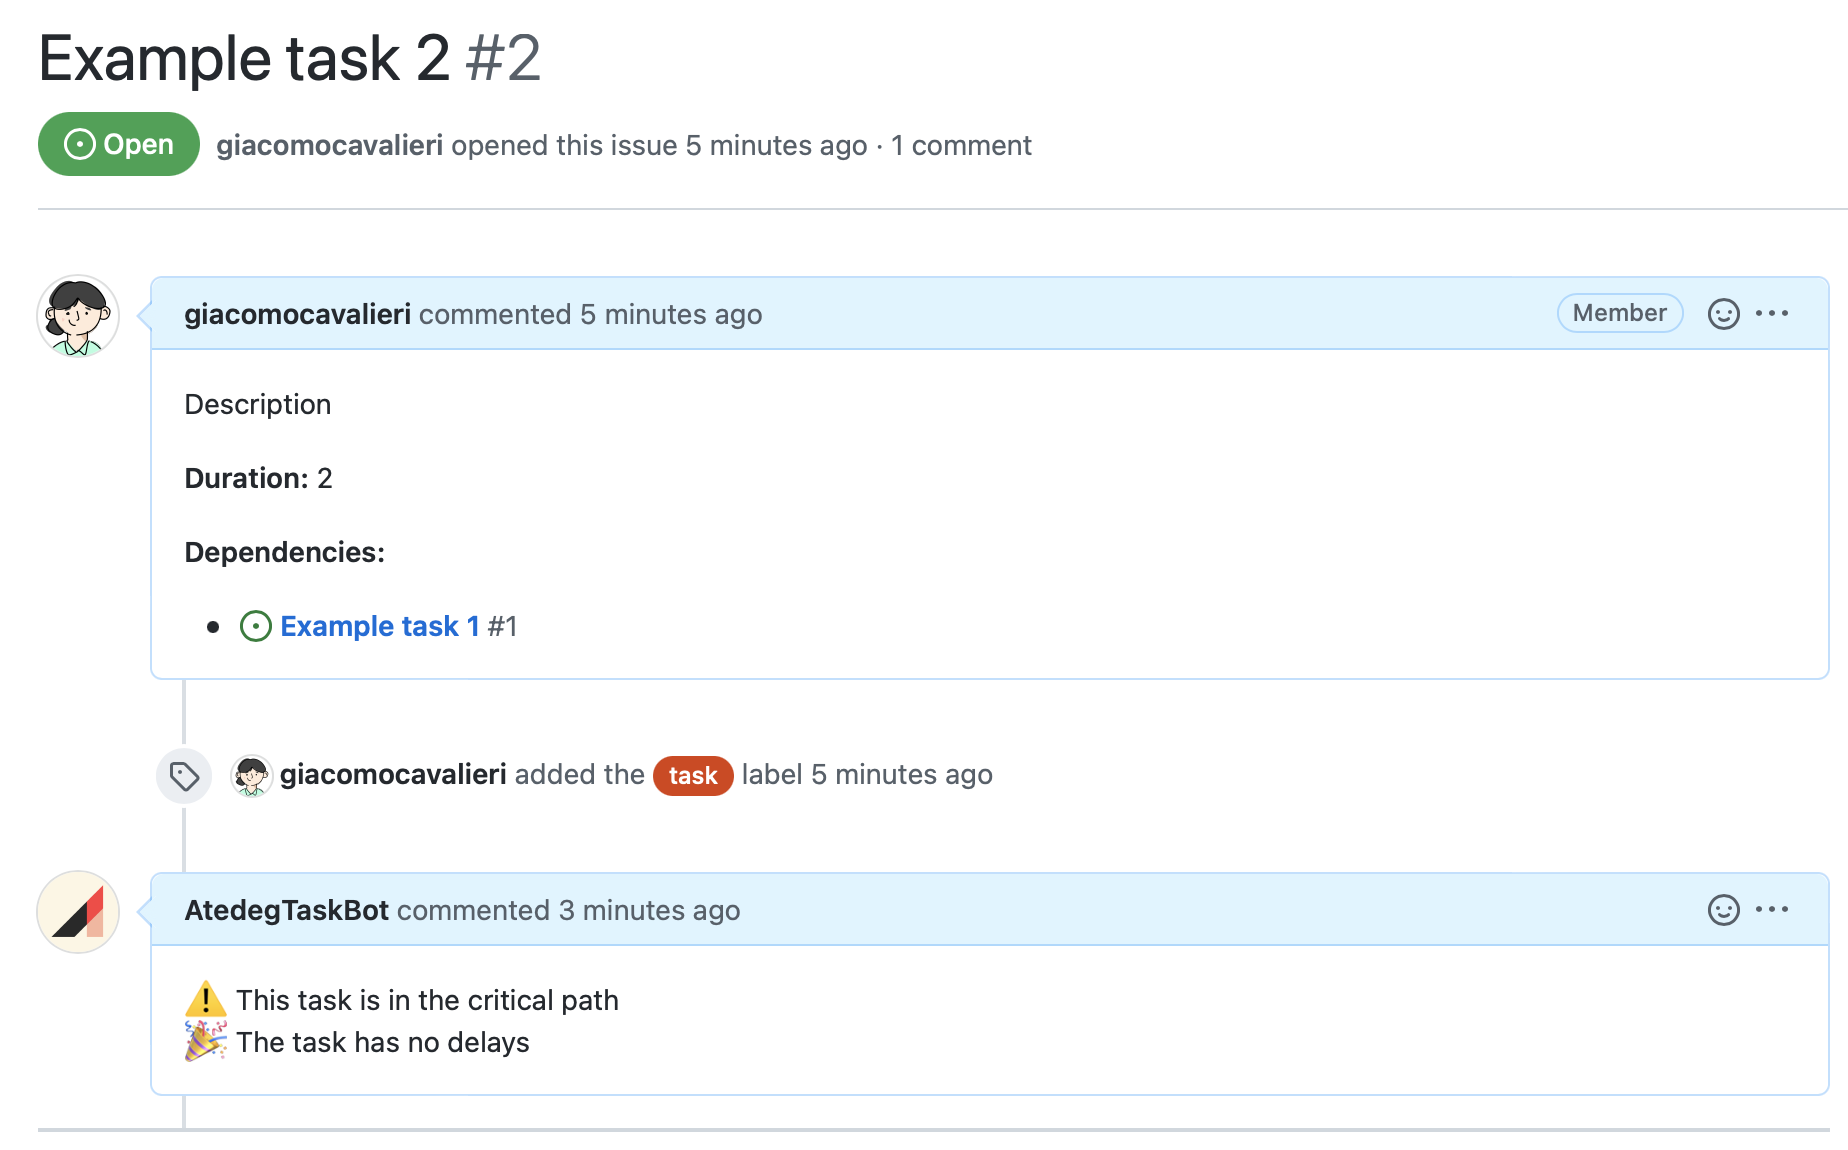 Example task 2 #2
Open giacomocavalieri opened this issue 5 minutes ago · 1 comment
giacomocavalieri commented 5 minutes ago Member
Description
Duration: 2
Dependencies:
• Example task 1 #1
giacomocavalieri added the task label 5 minutes ago
AtedegTaskBot commented 3 minutes ago
⚠️ This task is in the critical path
🎉 The task has no delays